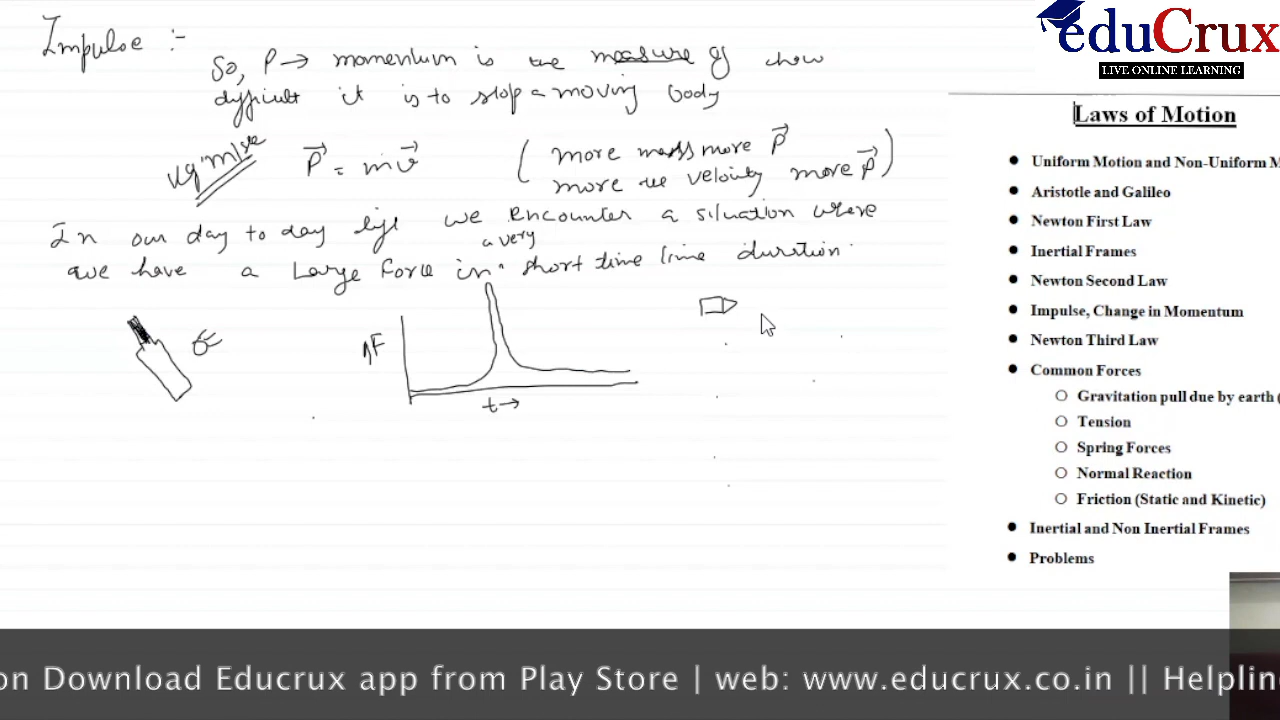 Impulse :-
So, P → momentum is the measure of how
difficult it is to stop a moving body
kg m/sec
P = mv
( more mass more P
more velocity more P )
In our day to day life we encounter a situation where
a very
we have a Large Force in short time time duration
↑F
t→
eduCrux
LIVE ONLINE LEARNING
Laws of Motion
● Uniform Motion and Non-Uniform M
● Aristotle and Galileo
● Newton First Law
● Inertial Frames
● Newton Second Law
● Impulse, Change in Momentum
● Newton Third Law
● Common Forces
○ Gravitation pull due by earth (
○ Tension
○ Spring Forces
○ Normal Reaction
○ Friction (Static and Kinetic)
● Inertial and Non Inertial Frames
● Problems
on Download Educrux app from Play Store | web: www.educrux.co.in || Helpline